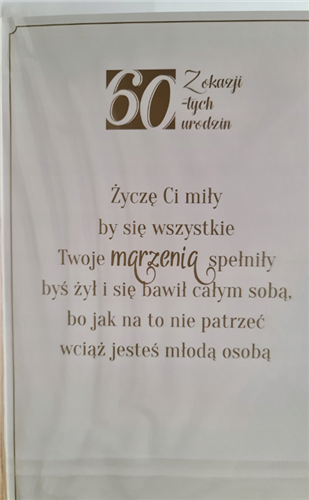 60 Z okazji
-tych
urodzin
Życzę Ci miły
by się wszystkie
Twoje marzenia spełniły
byś żył i się bawił całym sobą,
bo jak na to nie patrzeć
wciąż jesteś młodą osobą